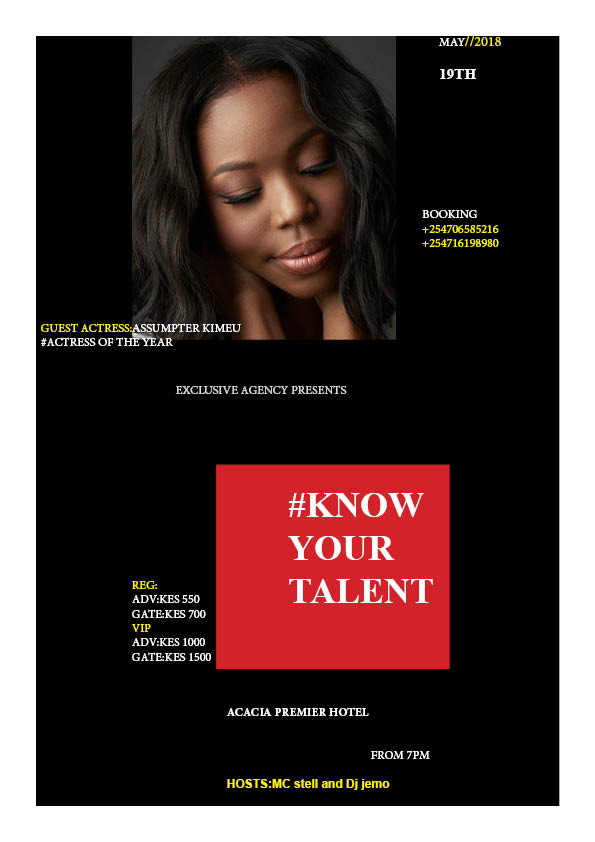 MAY//2018
19TH
BOOKING
+254706585216
+254716198980
GUEST ACTRESS:ASSUMPTER KIMEU
#ACTRESS OF THE YEAR
EXCLUSIVE AGENCY PRESENTS
#KNOW
YOUR
TALENT
REG:
ADV:KES 550
GATE:KES 700
VIP
ADV:KES 1000
GATE:KES 1500
ACACIA PREMIER HOTEL
FROM 7PM
HOSTS:MC stell and Dj jemo